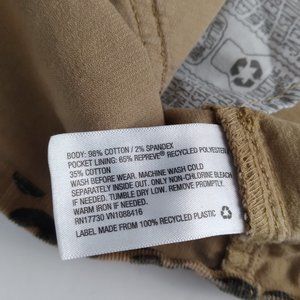 BODY: 98% COTTON / 2% SPANDEX
POCKET LINING: 65% REPREVE® RECYCLED POLYESTER
35% COTTON
WASH BEFORE WEAR. MACHINE WASH COLD
SEPARATELY INSIDE OUT. ONLY NON-CHLORINE BLEACH
IF NEEDED. TUMBLE DRY LOW. REMOVE PROMPTLY.
WARM IRON IF NEEDED.
RN17730 VN1088416
LABEL MADE FROM 100% RECYCLED PLASTIC